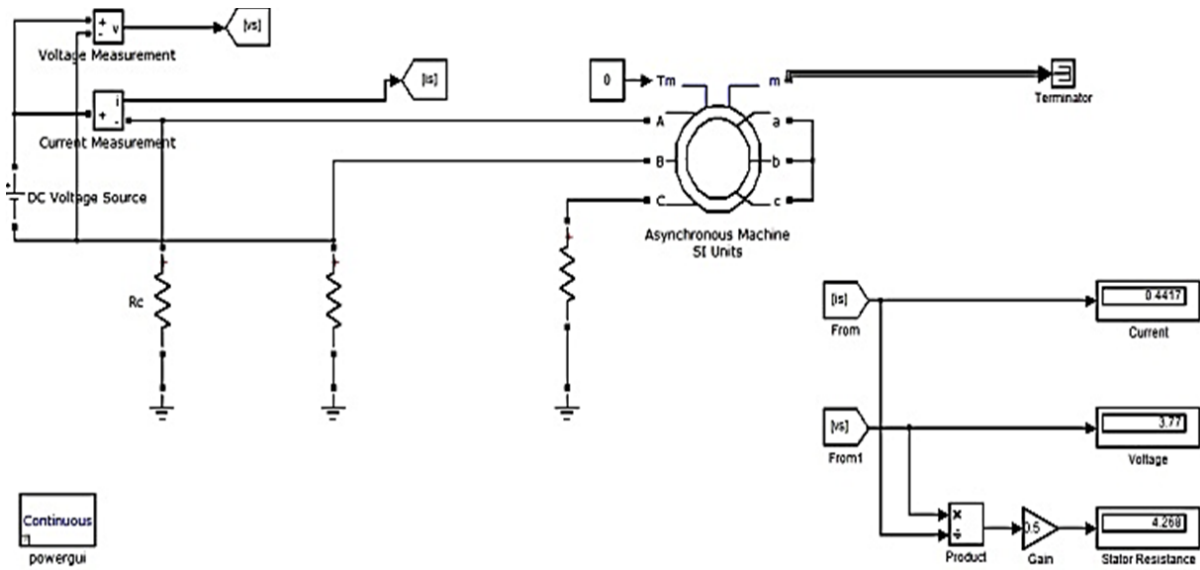 +
-
v
[vs]
Voltage Measurement
i
+
-
[is]
Current Measurement
0
Tm
m
Terminator
A
a
B
b
C
c
+
DC Voltage Source
Asynchronous Machine
SI Units
+
+
+
Rc
[is]
From
0.4417
Current
[vs]
From1
3.77
Voltage
×
÷
Product
0.5
Gain
4.268
Stator Resistance
Continuous
powergui